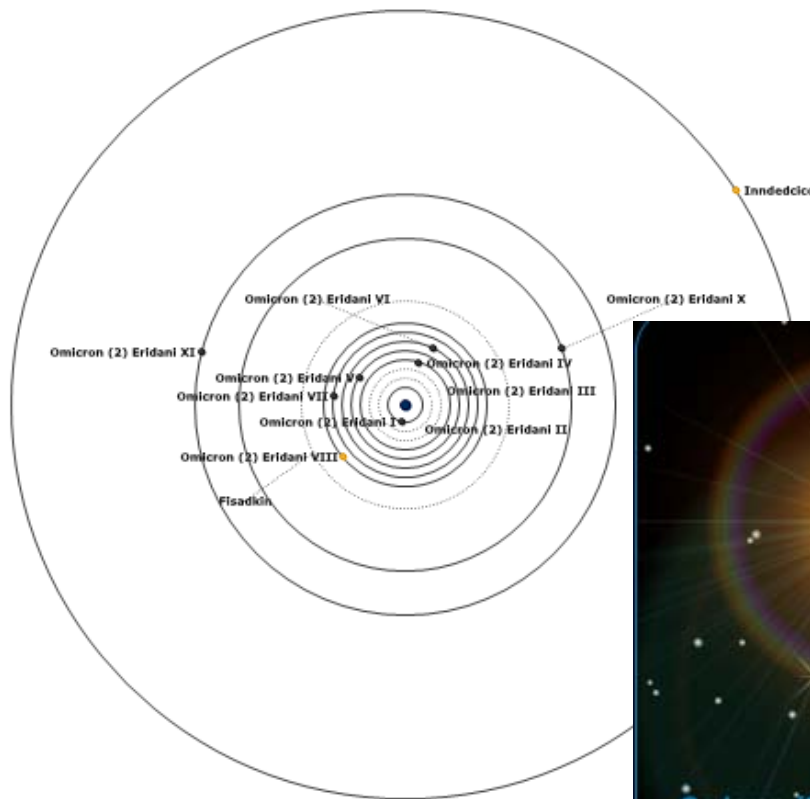 Omicron (2) Eridani VI
Omicron (2) Eridani X
Omicron (2) Eridani XI
Omicron (2) Eridani IV
Omicron (2) Eridani V
Omicron (2) Eridani III
Omicron (2) Eridani VII
Omicron (2) Eridani I
Omicron (2) Eridani II
Omicron (2) Eridani VIII
Fisadkin